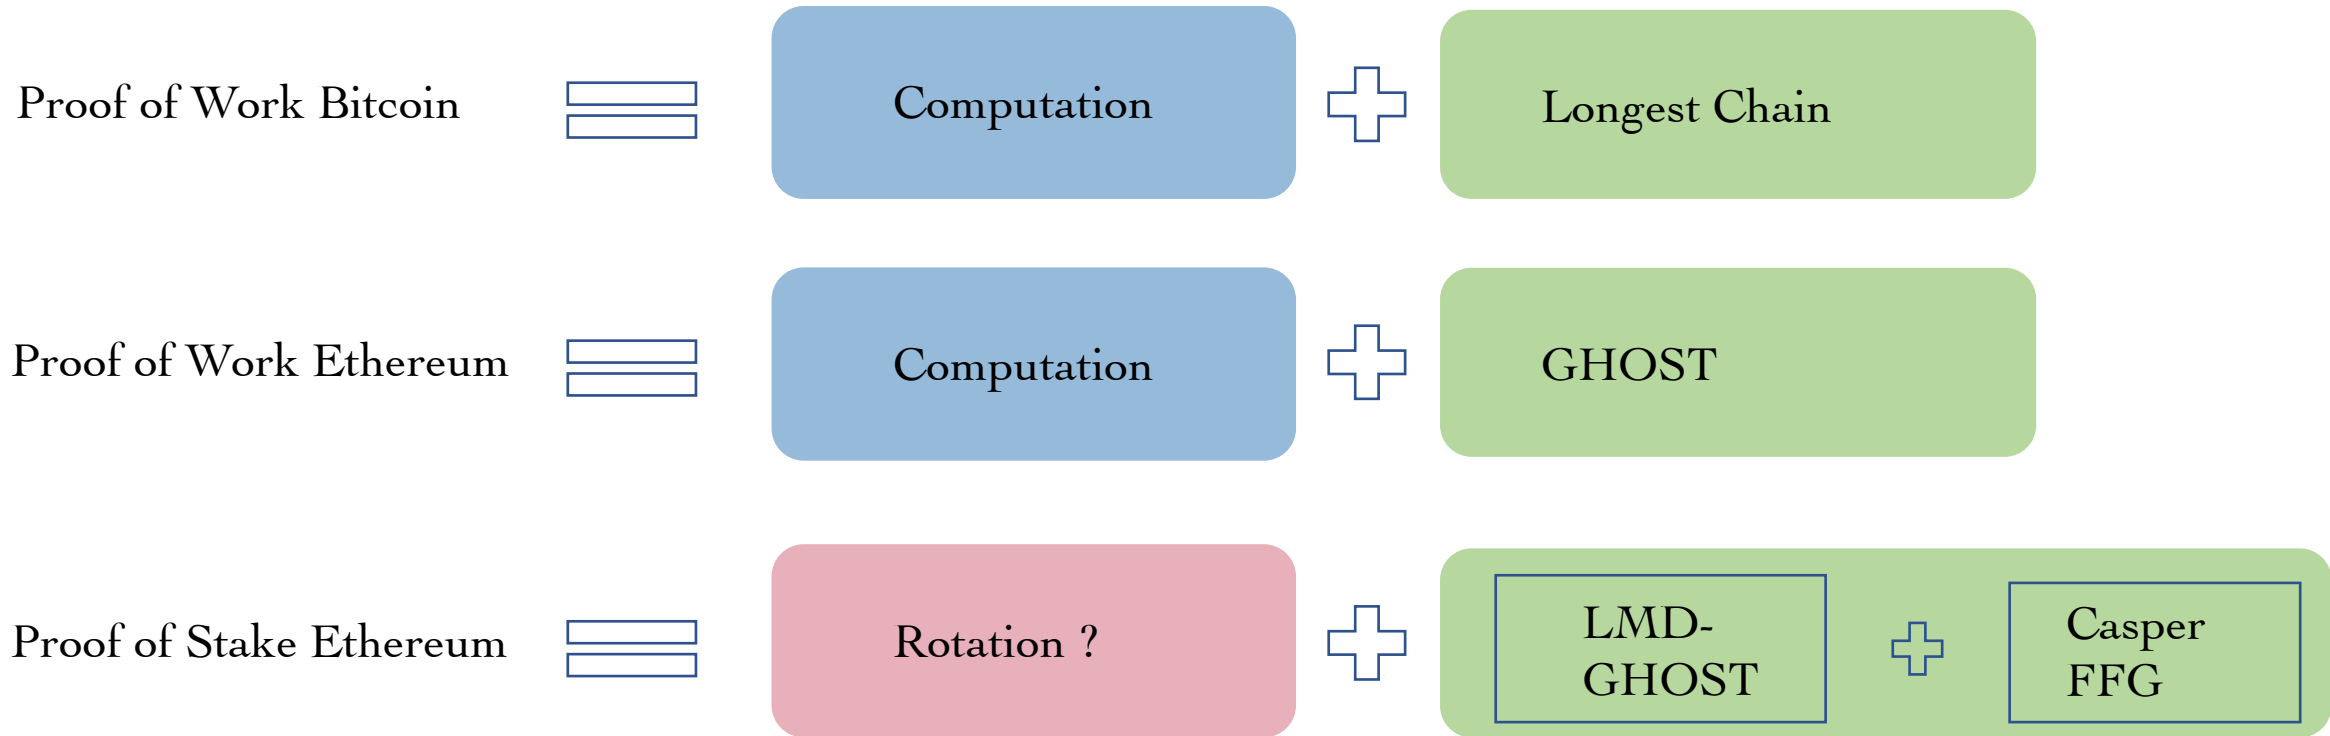 Proof of Work Bitcoin
Computation
Longest Chain
Proof of Work Ethereum
Computation
GHOST
Proof of Stake Ethereum
Rotation ?
LMD-
GHOST
Casper
FFG